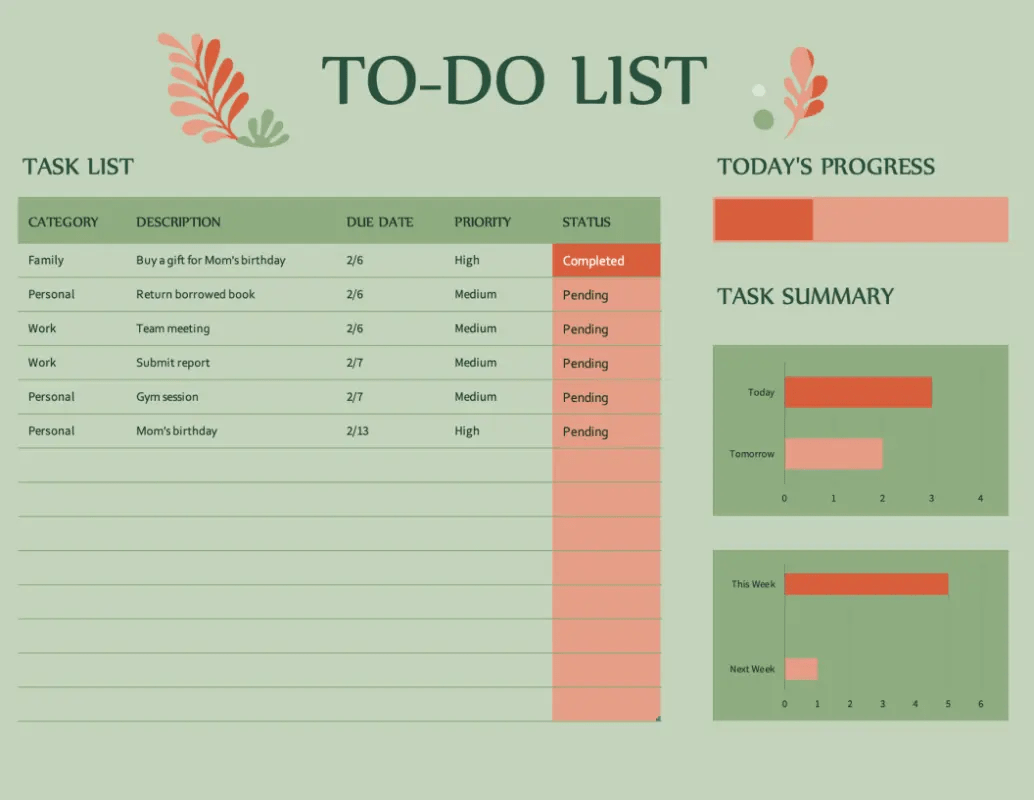 TO-DO LIST
TASK LIST
CATEGORY DESCRIPTION DUE DATE PRIORITY STATUS
Family Buy a gift for Mom's birthday 2/6 High Completed
Personal Return borrowed book 2/6 Medium Pending
Work Team meeting 2/6 Medium Pending
Work Submit report 2/7 Medium Pending
Personal Gym session 2/7 Medium Pending
Personal Mom's birthday 2/13 High Pending
TODAY'S PROGRESS
TASK SUMMARY
Today
Tomorrow
0 1 2 3 4
This Week
Next Week
0 1 2 3 4 5 6